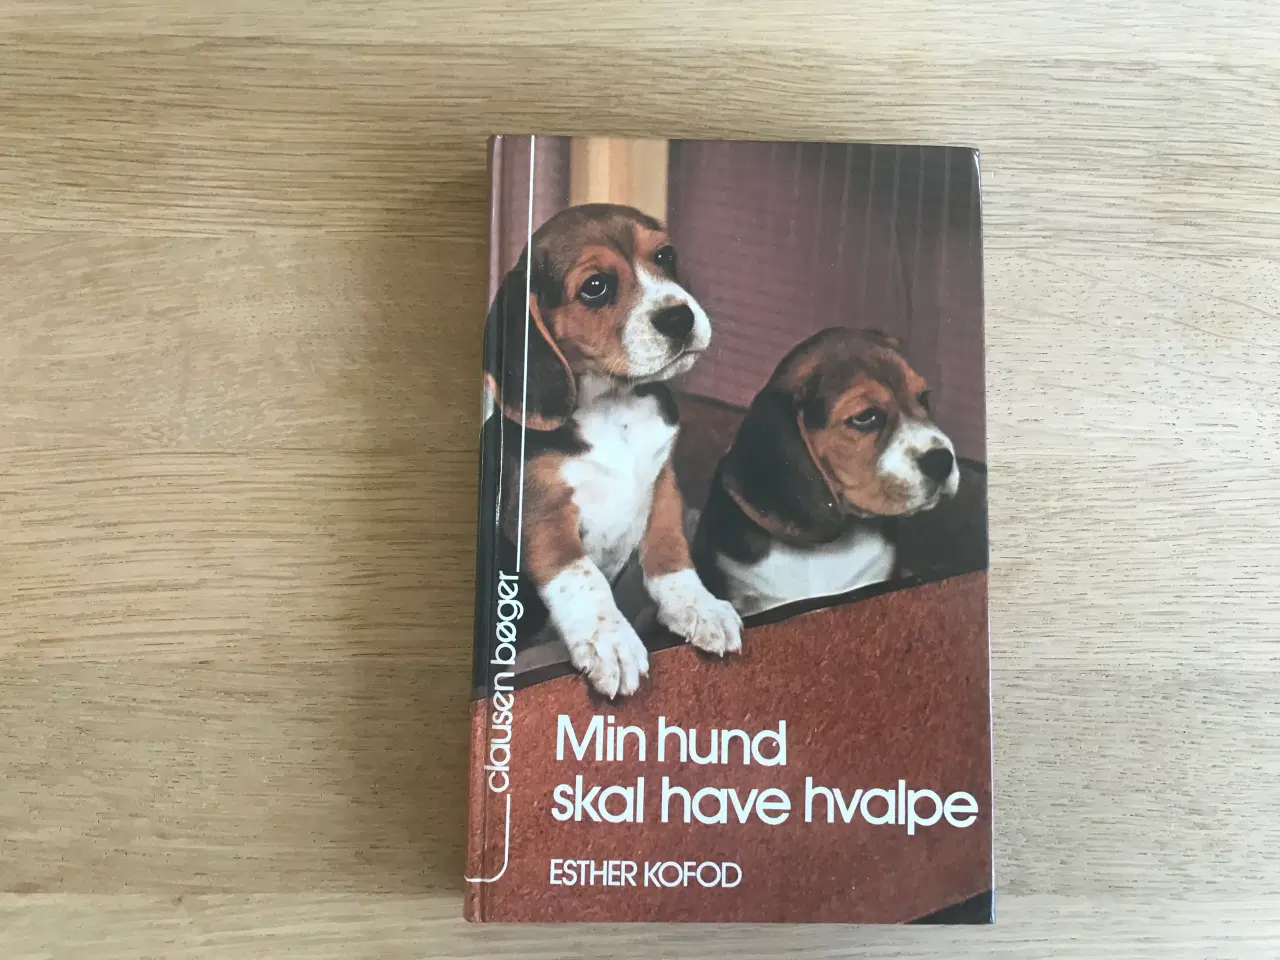 clausen bøger
Min hund
skal have hvalpe
ESTHER KOFOD